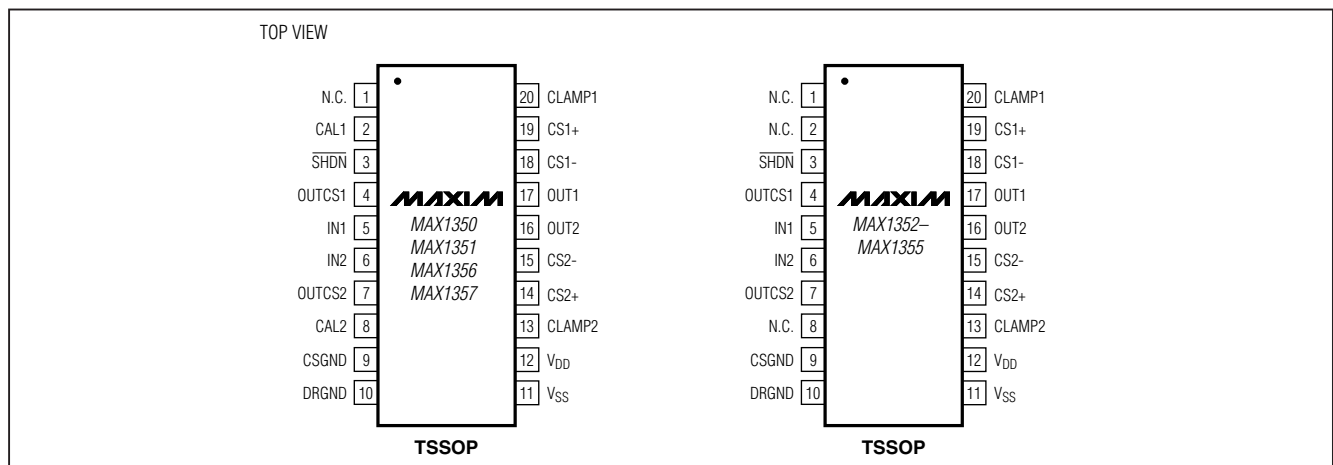 TOP VIEW
N.C. 1
CAL1 2
SHDN 3
OUTCS1 4
IN1 5
IN2 6
OUTCS2 7
CAL2 8
CSGND 9
DRGND 10
MAXIM
MAX1350
MAX1351
MAX1356
MAX1357
20 CLAMP1
19 CS1+
18 CS1-
17 OUT1
16 OUT2
15 CS2-
14 CS2+
13 CLAMP2
12 VDD
11 VSS
TSSOP
N.C. 1
N.C. 2
SHDN 3
OUTCS1 4
IN1 5
IN2 6
OUTCS2 7
N.C. 8
CSGND 9
DRGND 10
MAXIM
MAX1352–
MAX1355
20 CLAMP1
19 CS1+
18 CS1-
17 OUT1
16 OUT2
15 CS2-
14 CS2+
13 CLAMP2
12 VDD
11 VSS
TSSOP